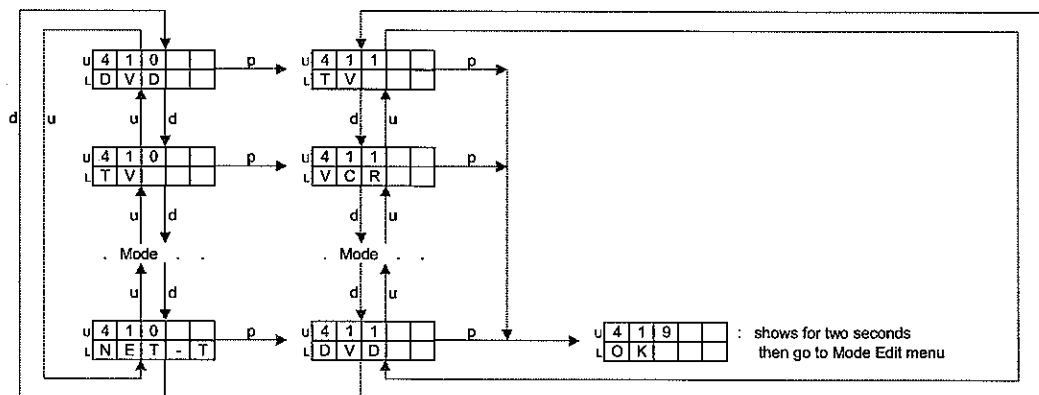 U 4 1 0 p U 4 1 1 p
L D V D L T V
d u u d d u
U 4 1 0 p U 4 1 1 p
L T V L V C R
u d d u
. Mode . . . Mode . .
u d d u
U 4 1 0 p U 4 1 1 p U 4 1 9 : shows for two seconds
L N E T - T L D V D L O K then go to Mode Edit menu